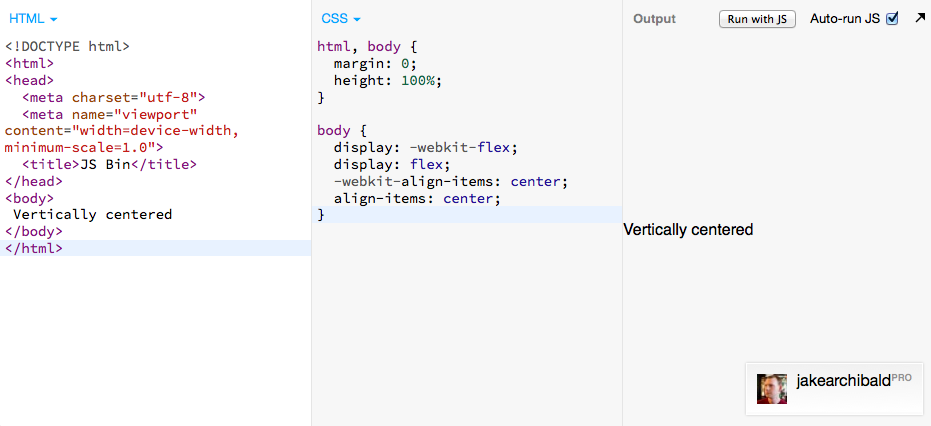 HTML
<!DOCTYPE html>
<html>
<head>
  <meta charset="utf-8">
  <meta name="viewport"
content="width=device-width,
minimum-scale=1.0">
  <title>JS Bin</title>
</head>
<body>
 Vertically centered
</body>
</html>
CSS
html, body {
  margin: 0;
  height: 100%;
}

body {
  display: -webkit-flex;
  display: flex;
  -webkit-align-items: center;
  align-items: center;
}
Output
Run with JS
Auto-run JS
Vertically centered
jakearchibald PRO